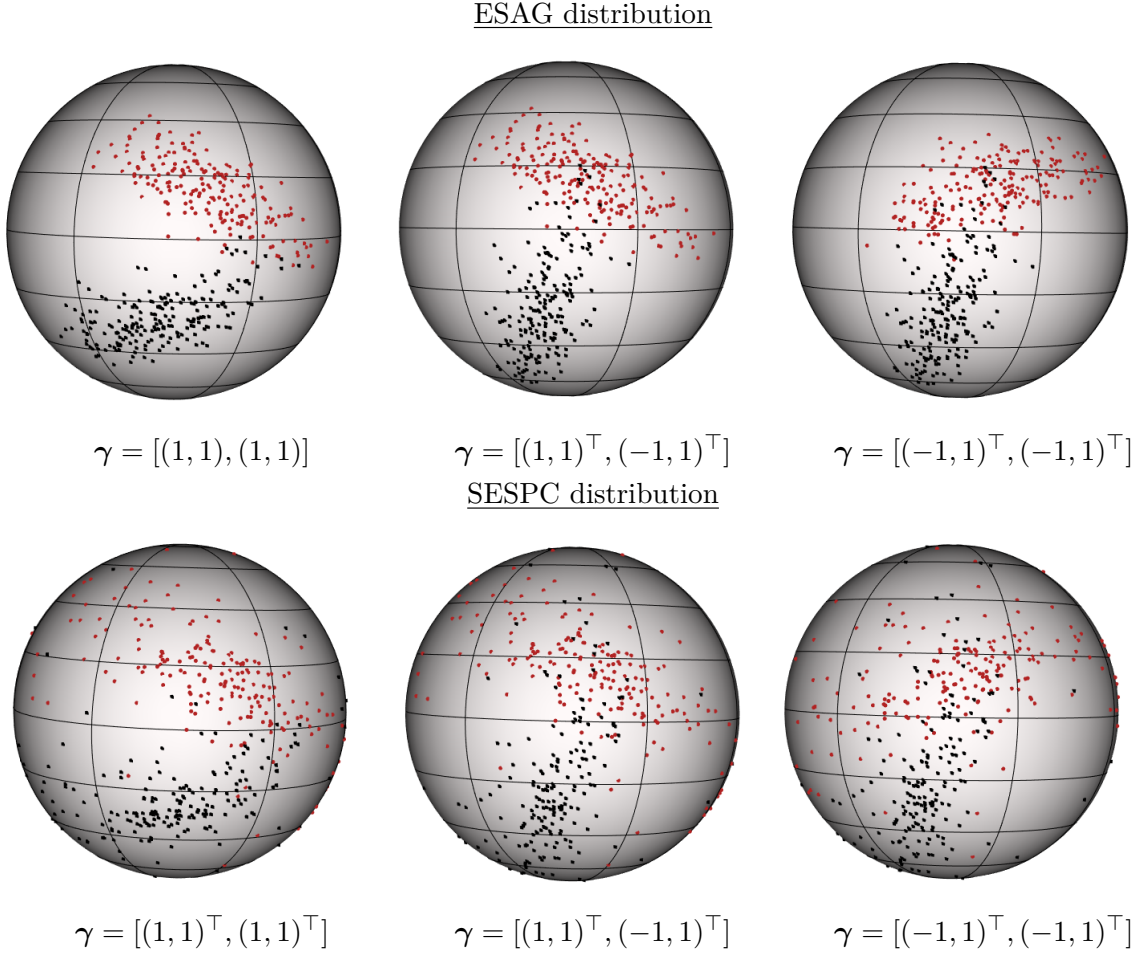 ESAG distribution
γ = [(1, 1), (1, 1)] γ = [(1, 1)⊤, (−1, 1)⊤] γ = [(−1, 1)⊤, (−1, 1)⊤]
SESPC distribution
γ = [(1, 1)⊤, (1, 1)⊤] γ = [(1, 1)⊤, (−1, 1)⊤] γ = [(−1, 1)⊤, (−1, 1)⊤]